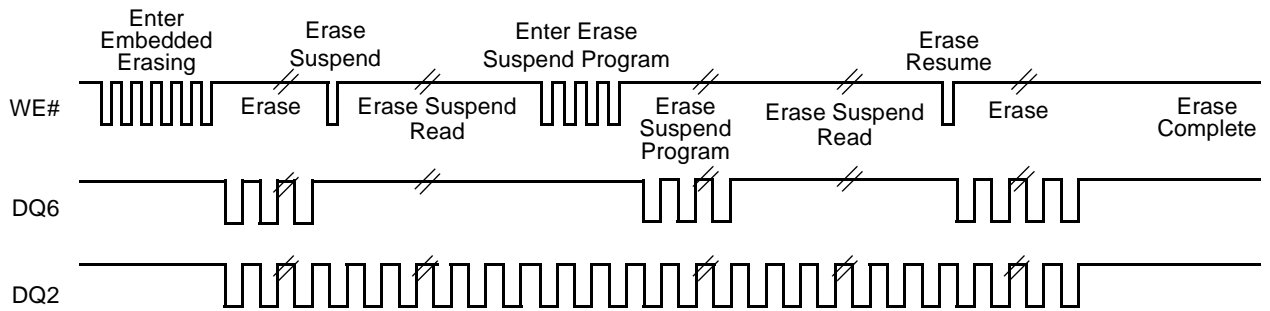 Enter
Embedded
Erasing
Erase
Suspend
Enter Erase
Suspend Program
Erase
Resume
WE#
Erase
Erase Suspend
Read
Erase
Suspend
Program
Erase Suspend
Read
Erase
Erase
Complete
DQ6
DQ2